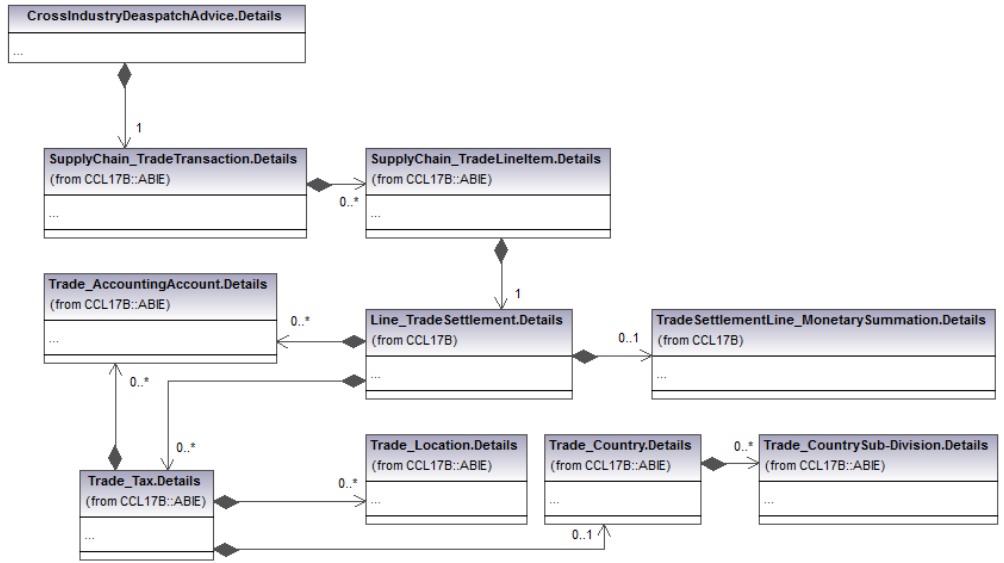 CrossIndustryDeaspatchAdvice.Details
...
1
SupplyChain_TradeTransaction.Details
(from CCL17B::ABIE)
...
0..*
SupplyChain_TradeLineItem.Details
(from CCL17B::ABIE)
...
1
Trade_AccountingAccount.Details
(from CCL17B::ABIE)
...
0..*
Line_TradeSettlement.Details
(from CCL17B)
...
0..1
TradeSettlementLine_MonetarySummation.Details
(from CCL17B)
...
0..*
0..*
Trade_Tax.Details
(from CCL17B::ABIE)
...
0..*
Trade_Location.Details
(from CCL17B::ABIE)
...
0..1
Trade_Country.Details
(from CCL17B::ABIE)
...
0..*
Trade_CountrySub-Division.Details
(from CCL17B::ABIE)
...